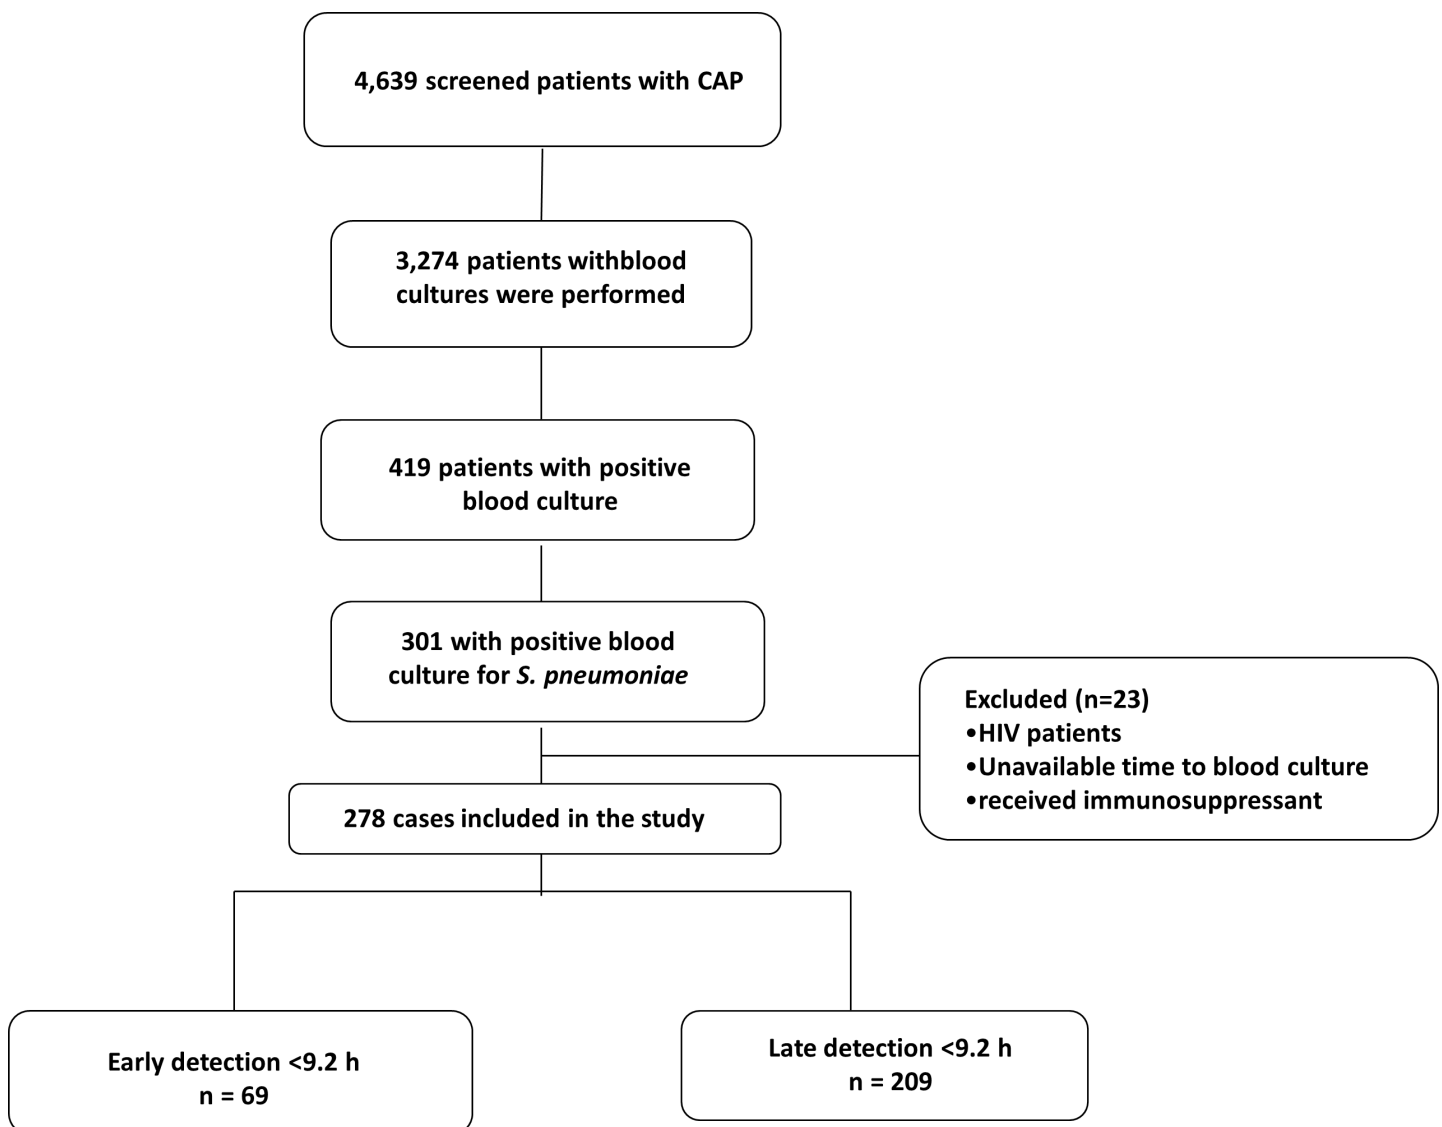 4,639 screened patients with CAP
3,274 patients withblood
cultures were performed
419 patients with positive
blood culture
301 with positive blood
culture for S. pneumoniae
Excluded (n=23)
•HIV patients
•Unavailable time to blood culture
•received immunosuppressant
278 cases included in the study
Early detection <9.2 h
n = 69
Late detection <9.2 h
n = 209